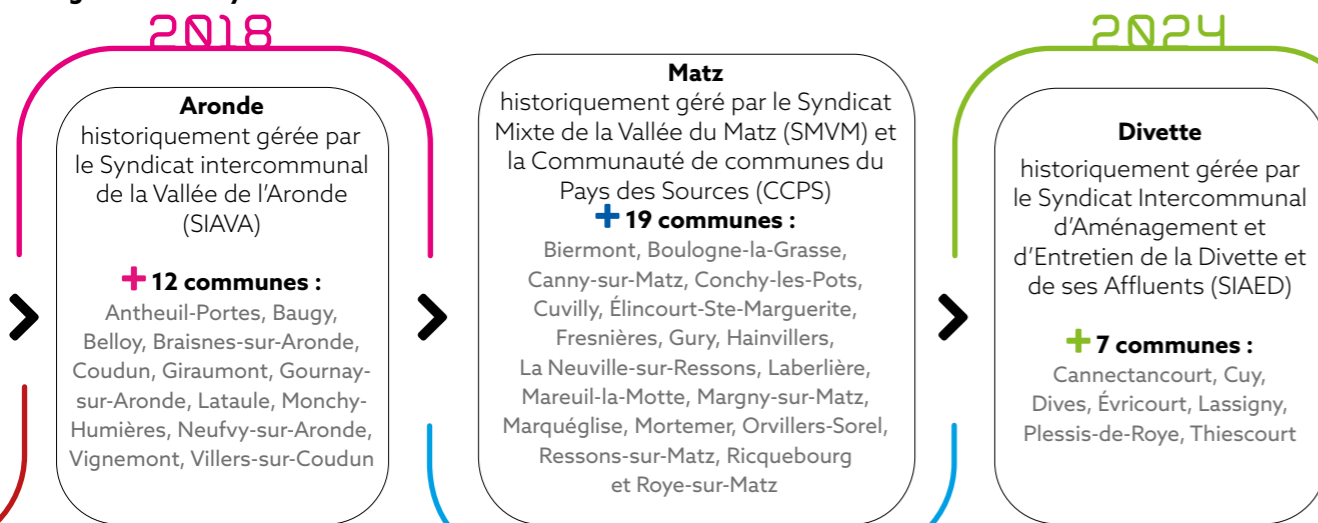 2018
Aronde
historiquement gérée par
le Syndicat intercommunal
de la Vallée de l'Aronde
(SIAVA)
+ 12 communes :
Antheuil-Portes, Baugy,
Belloy, Braisnes-sur-Aronde,
Coudun, Giraumont, Gournay-
sur-Aronde, Lataule, Monchy-
Humières, Neufvy-sur-Aronde,
Vignemont, Villers-sur-Coudun
Matz
historiquement géré par le Syndicat
Mixte de la Vallée du Matz (SMVM) et
la Communauté de communes du
Pays des Sources (CCPS)
+ 19 communes :
Biermont, Boulogne-la-Grasse,
Canny-sur-Matz, Conchy-les-Pots,
Cuvilly, Élincourt-Ste-Marguerite,
Fresnières, Gury, Hainvillers,
La Neuville-sur-Ressons, Laberlière,
Mareuil-la-Motte, Margny-sur-Matz,
Marquéglise, Mortemer, Orvillers-Sorel,
Ressons-sur-Matz, Ricquebourg
et Roye-sur-Matz
2024
Divette
historiquement gérée par
le Syndicat Intercommunal
d'Aménagement et
d'Entretien de la Divette et
de ses Affluents (SIAED)
+ 7 communes :
Cannectancourt, Cuy,
Dives, Évricourt, Lassigny,
Plessis-de-Roye, Thiescourt